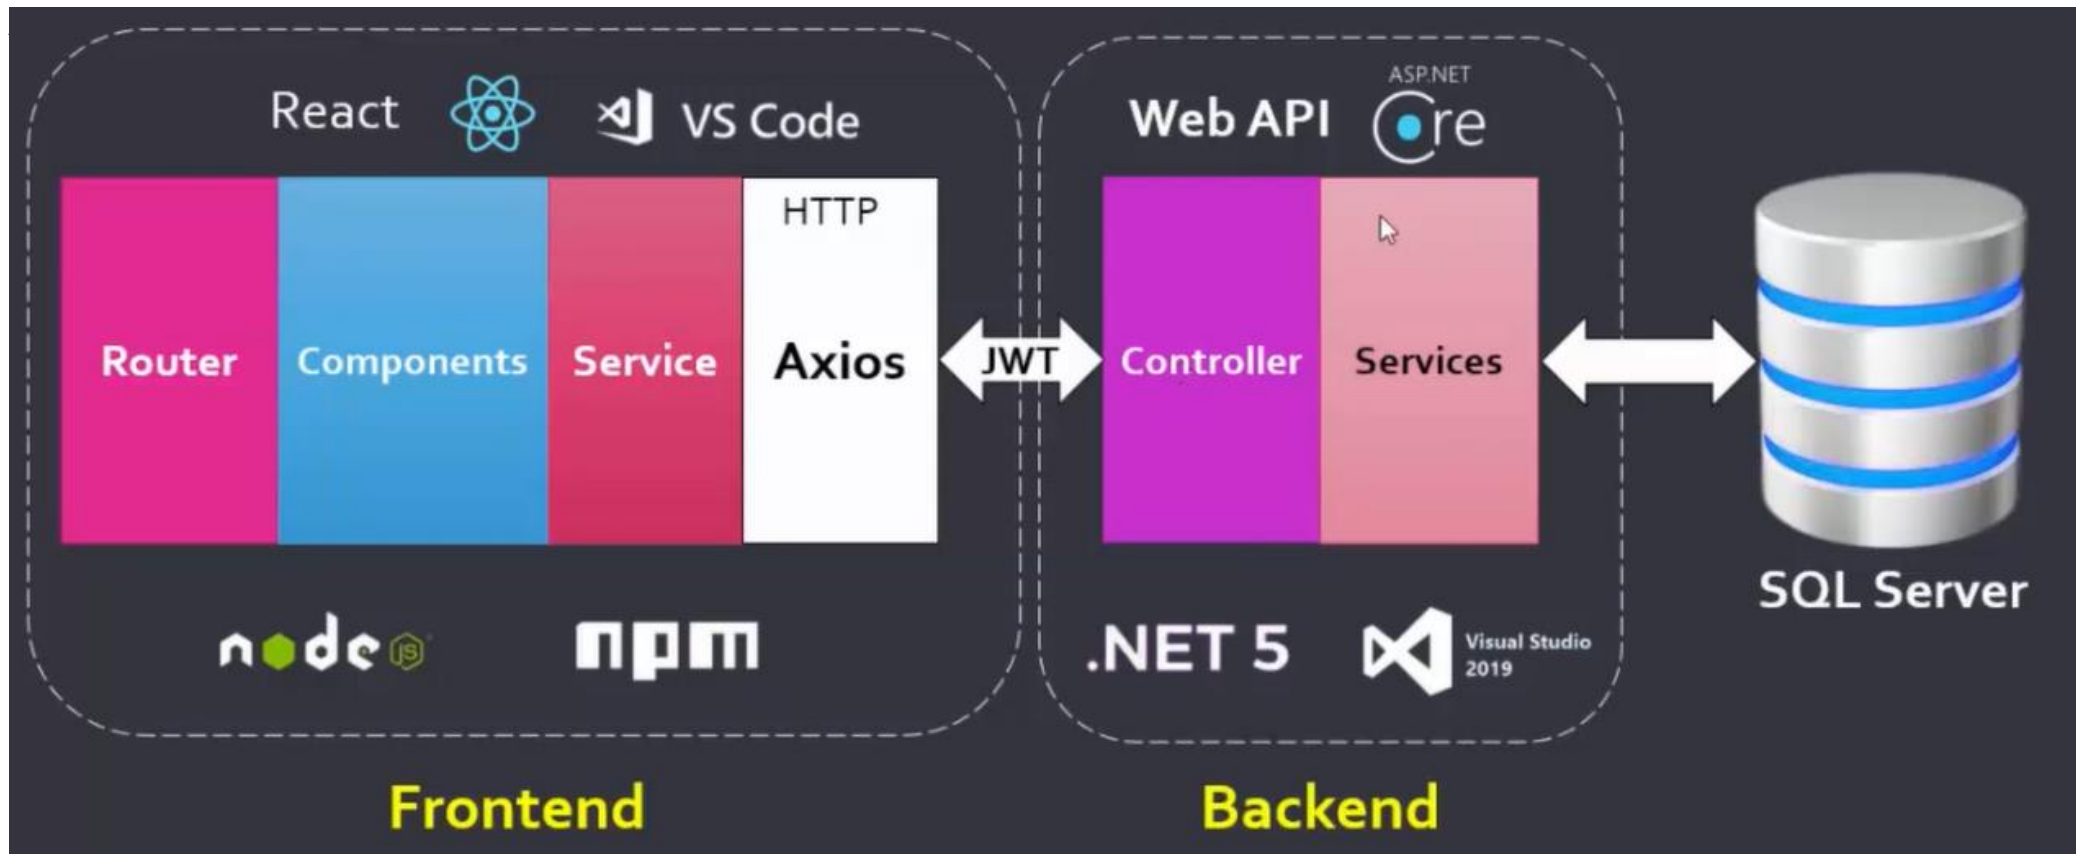 React
VS Code
Web API
ASP.NET
Core
Router
Components
Service
HTTP
Axios
JWT
Controller
Services
node
JS
npm
.NET 5
Visual Studio
2019
SQL Server
Frontend
Backend